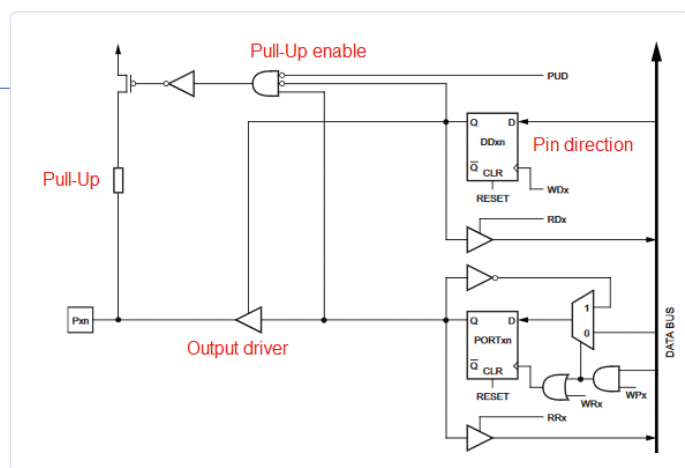 Pull-Up enable
PUD
Q D
DDxn
Pin direction
Q CLR
WDx
RESET
Pull-Up
RDx
1
Pxn
Q D
0
PORTxn
Output driver
Q CLR
DATA BUS
RESET
WRx
WPx
RRx